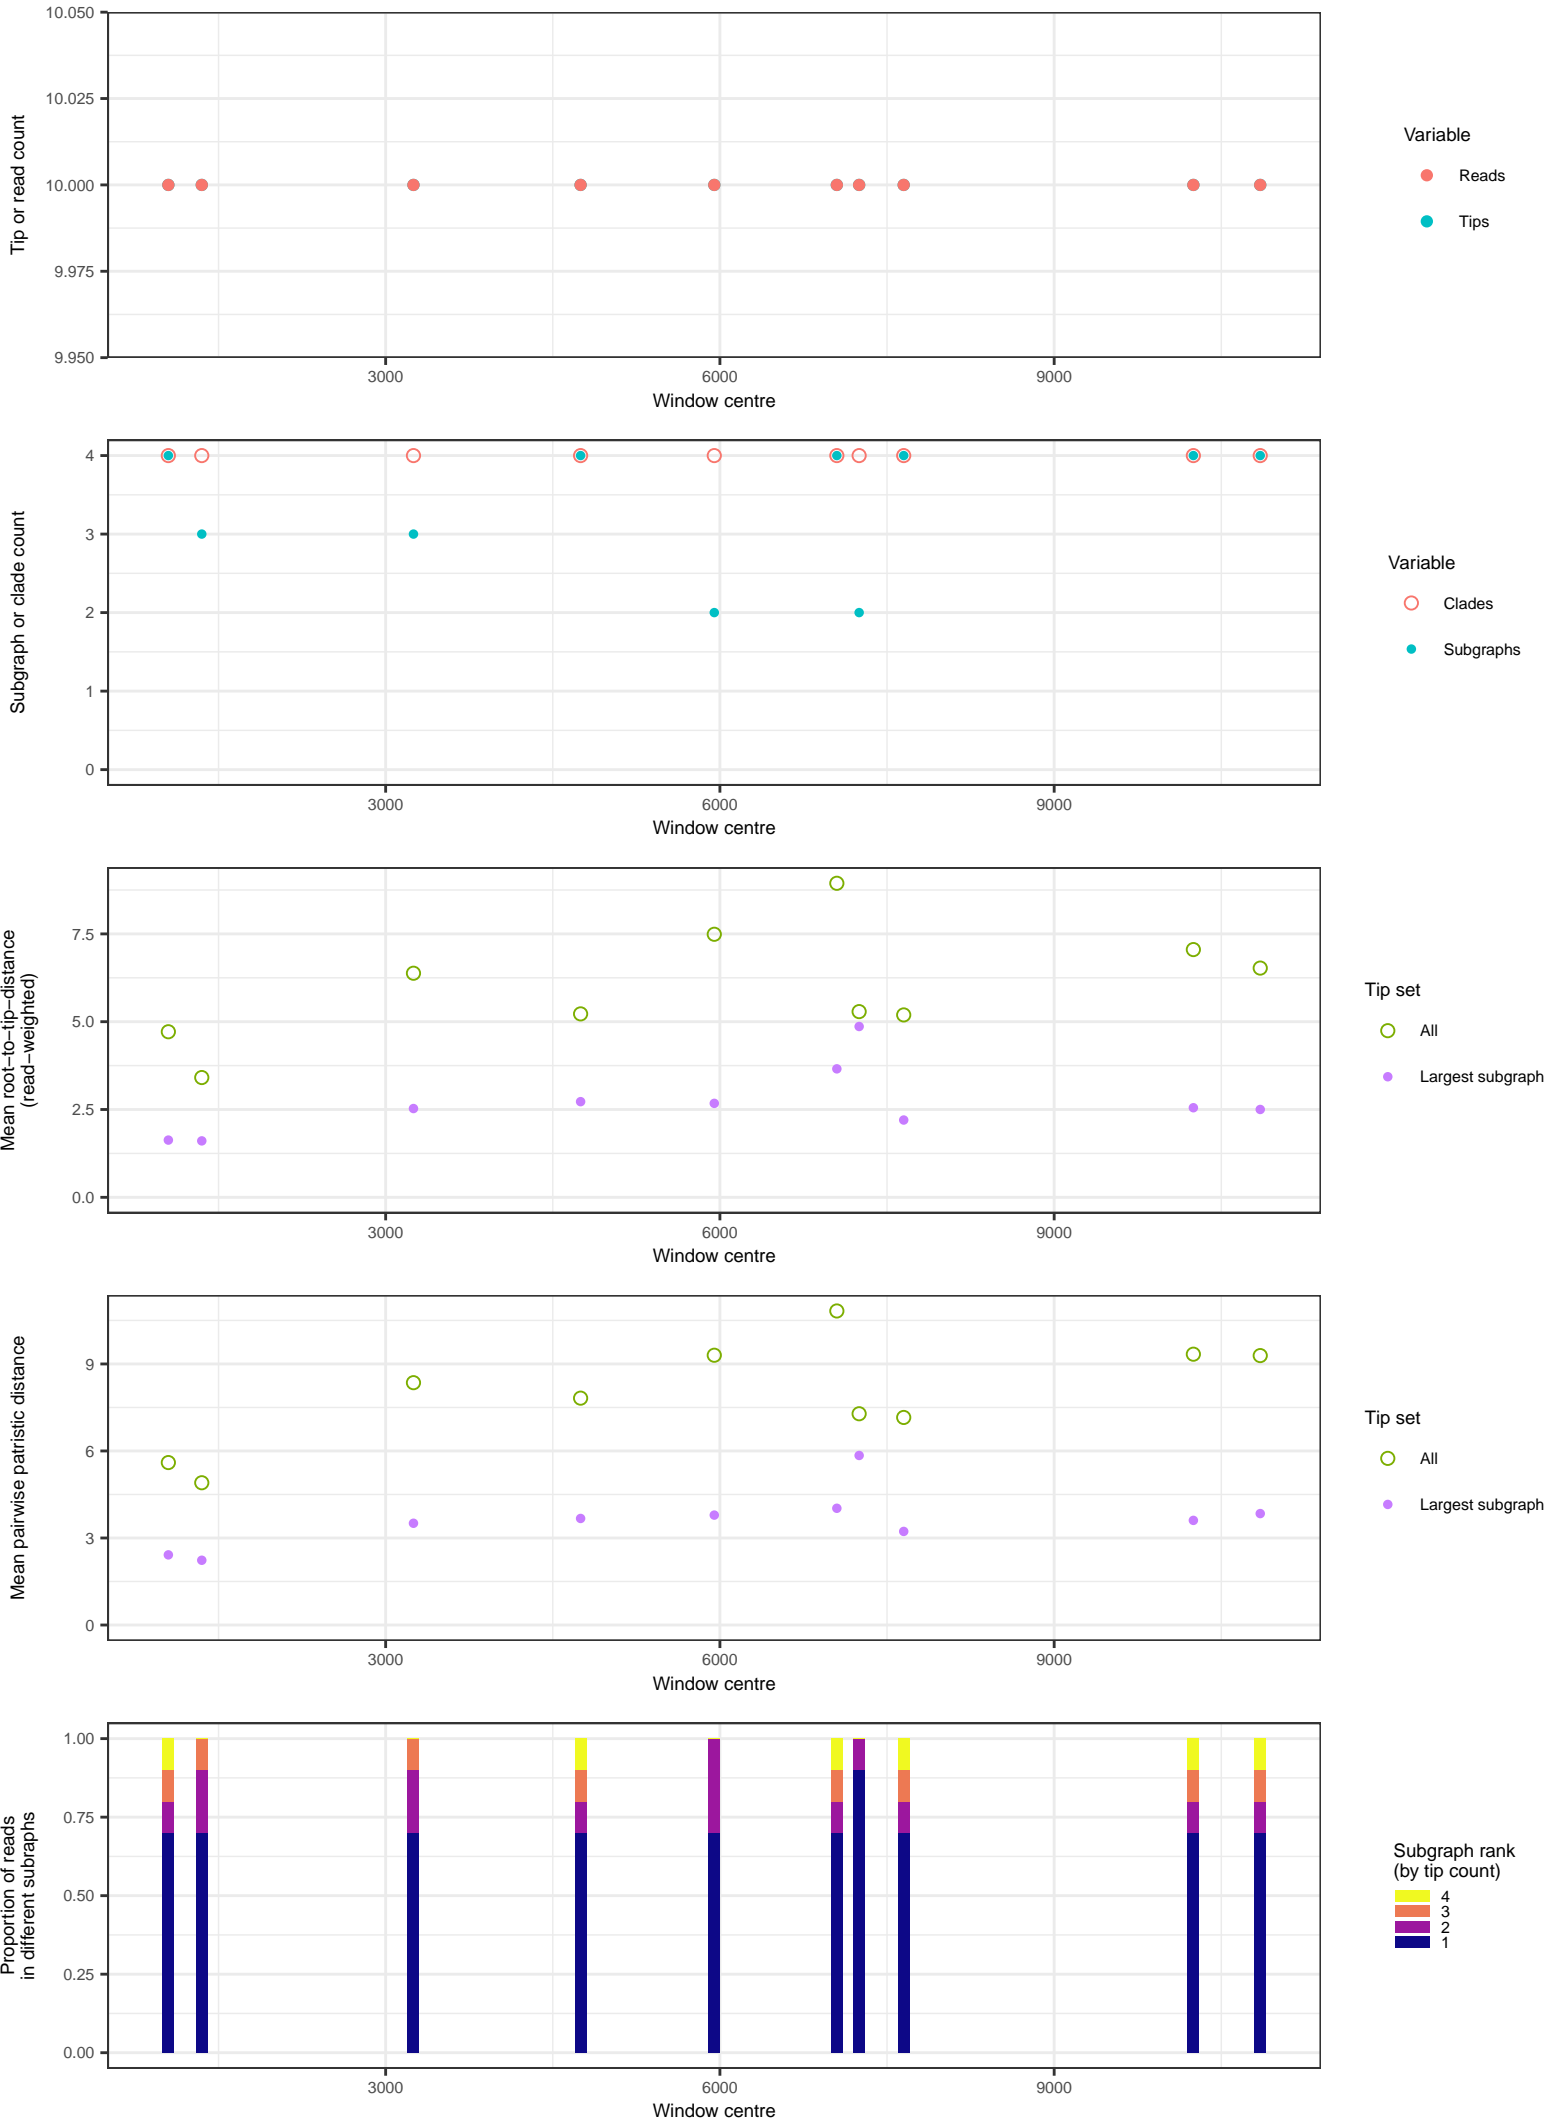 10.050
10.025
10.000
9.975
9.950
Tip or read count
3000
6000
9000
Window centre
Variable
Reads
Tips
4
3
2
1
0
Subgraph or clade count
3000
6000
9000
Window centre
Variable
Clades
Subgraphs
7.5
5.0
2.5
0.0
Mean root−to−tip−distance
(read−weighted)
3000
6000
9000
Window centre
Tip set
All
Largest subgraph
9
6
3
0
Mean pairwise patristic distance
3000
6000
9000
Window centre
Tip set
All
Largest subgraph
1.00
0.75
0.50
0.25
0.00
Proportion of reads
in different subraphs
3000
6000
9000
Window centre
Subgraph rank
(by tip count)
4
3
2
1